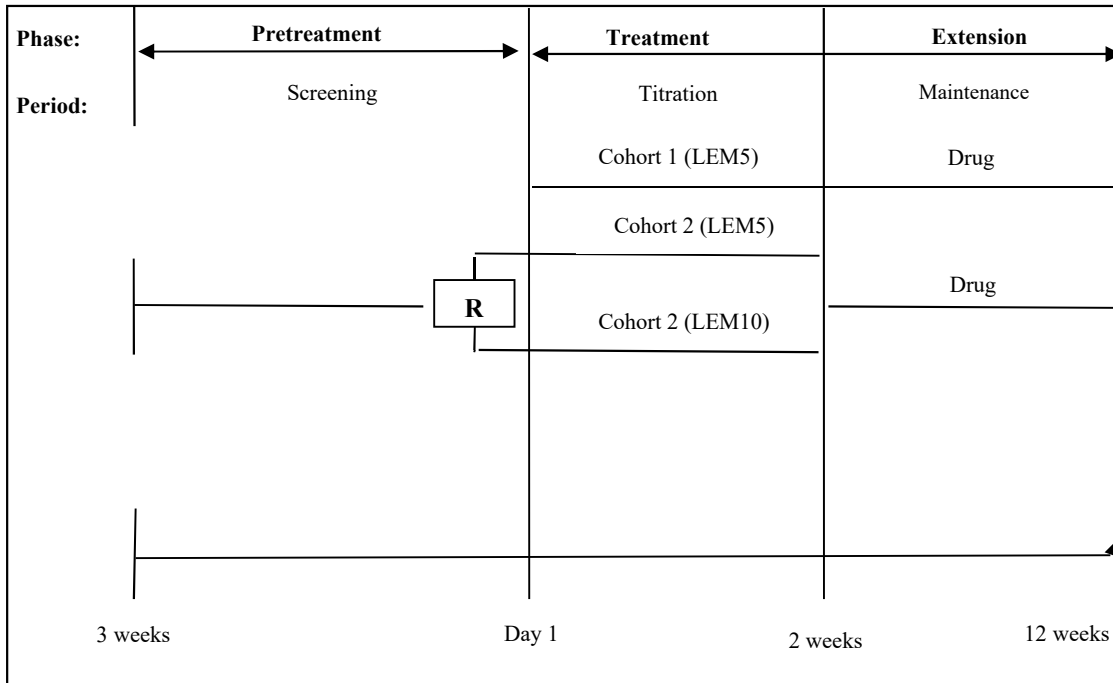 Phase:
Pretreatment
Treatment
Extension
Period:
Screening
Titration
Maintenance
Cohort 1 (LEM5)
Drug
Cohort 2 (LEM5)
R
Drug
Cohort 2 (LEM10)
3 weeks
Day 1
2 weeks
12 weeks